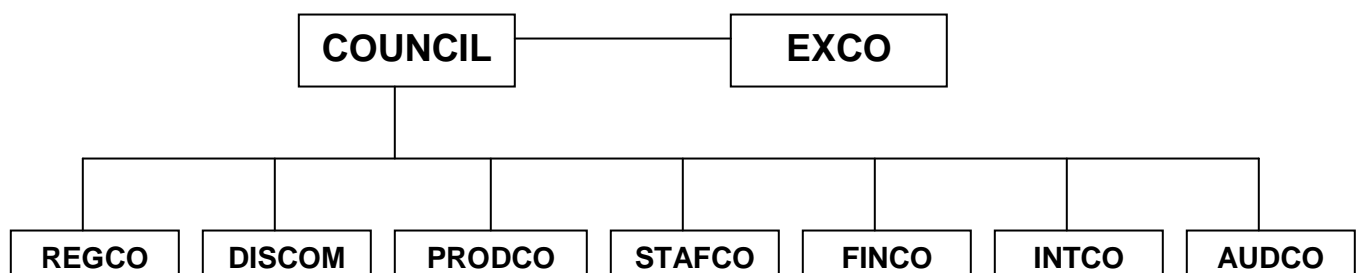 COUNCIL EXCO
REGCO DISCOM PRODCO STAFCO FINCO INTCO AUDCO